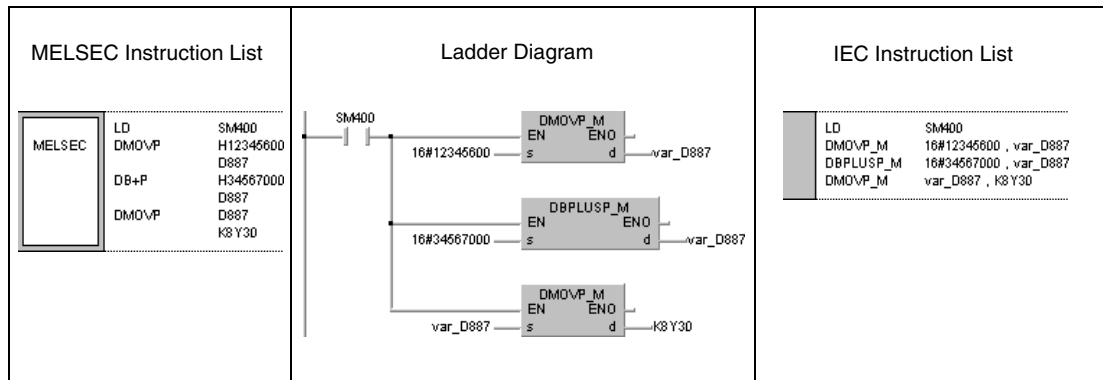 MELSEC Instruction List
MELSEC
LD SM400
DMOVP H12345600
D887
DB+P H34567000
D887
DMOVP D887
K8Y30
Ladder Diagram
SM400
DMOVP_M
EN ENO
16#12345600 s d var_D887
DBPLUSP_M
EN ENO
16#34567000 s d var_D887
DMOVP_M
EN ENO
var_D887 s d K8Y30
IEC Instruction List
LD SM400
DMOVP_M 16#12345600 , var_D887
DBPLUSP_M 16#34567000 , var_D887
DMOVP_M var_D887 , K8Y30